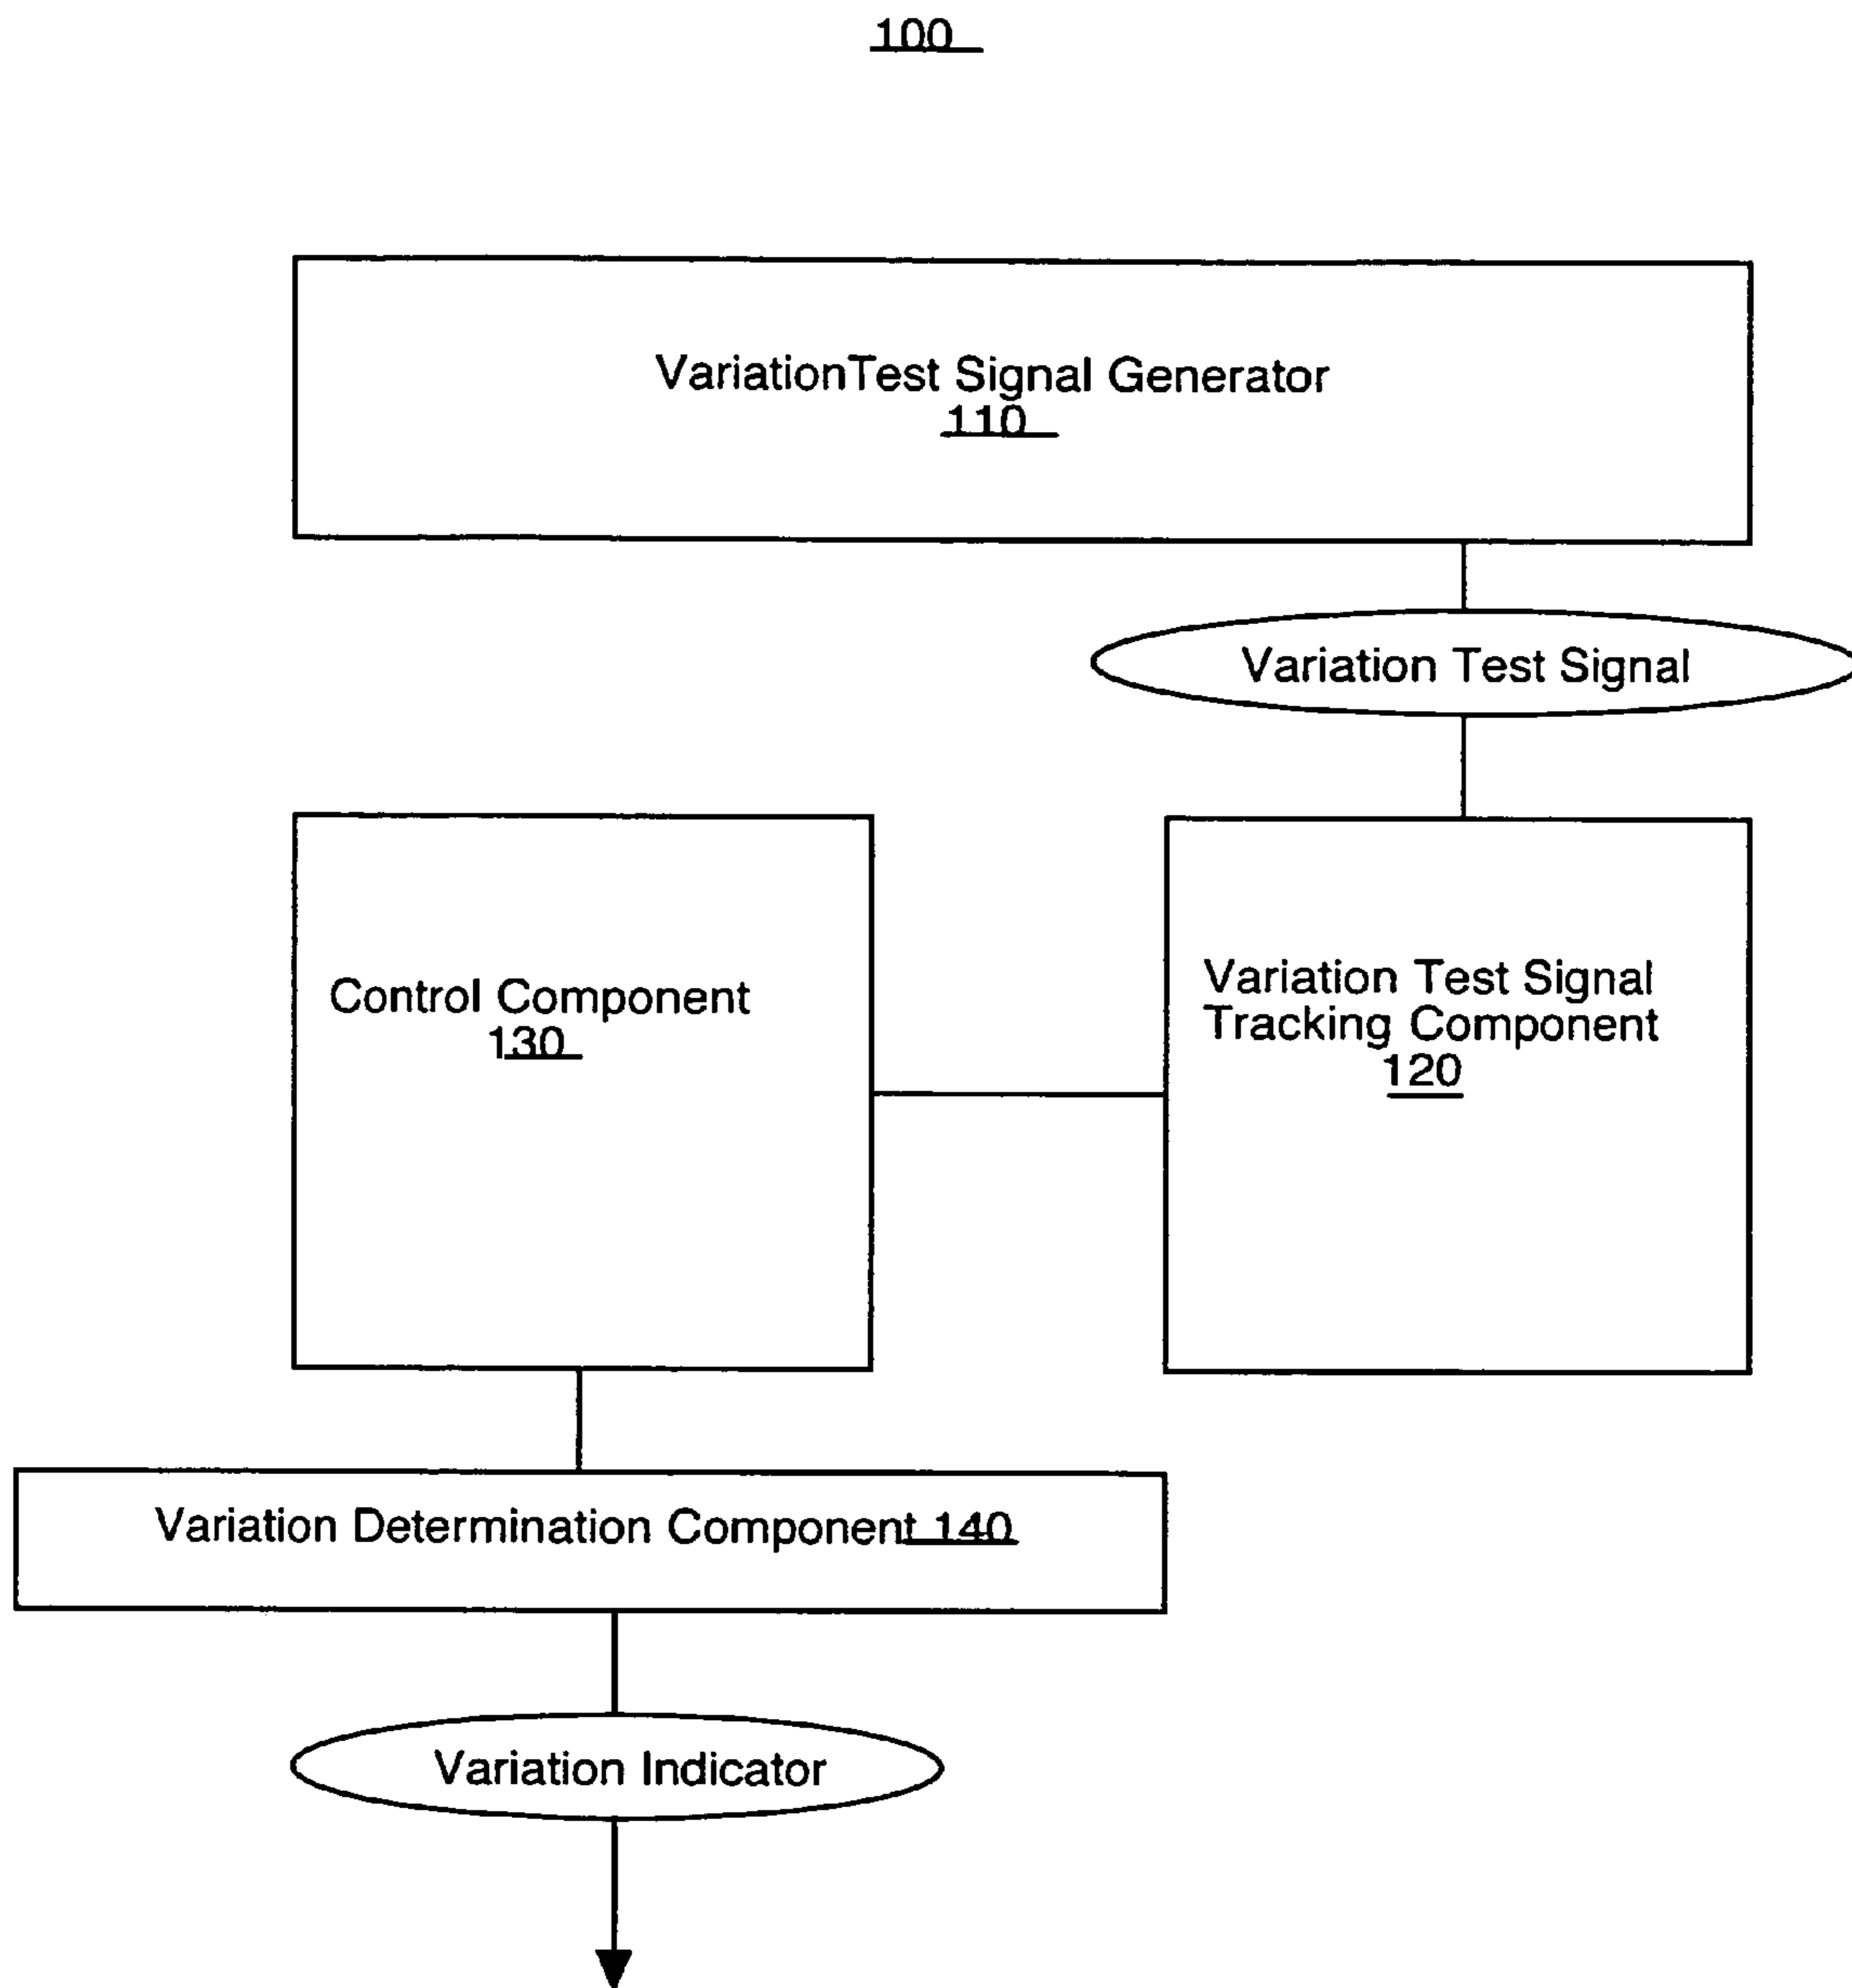 100
VariationTest Signal Generator
110
Variation Test Signal
Control Component
130
Variation Test Signal
Tracking Component
120
Variation Determination Component 140
Variation Indicator